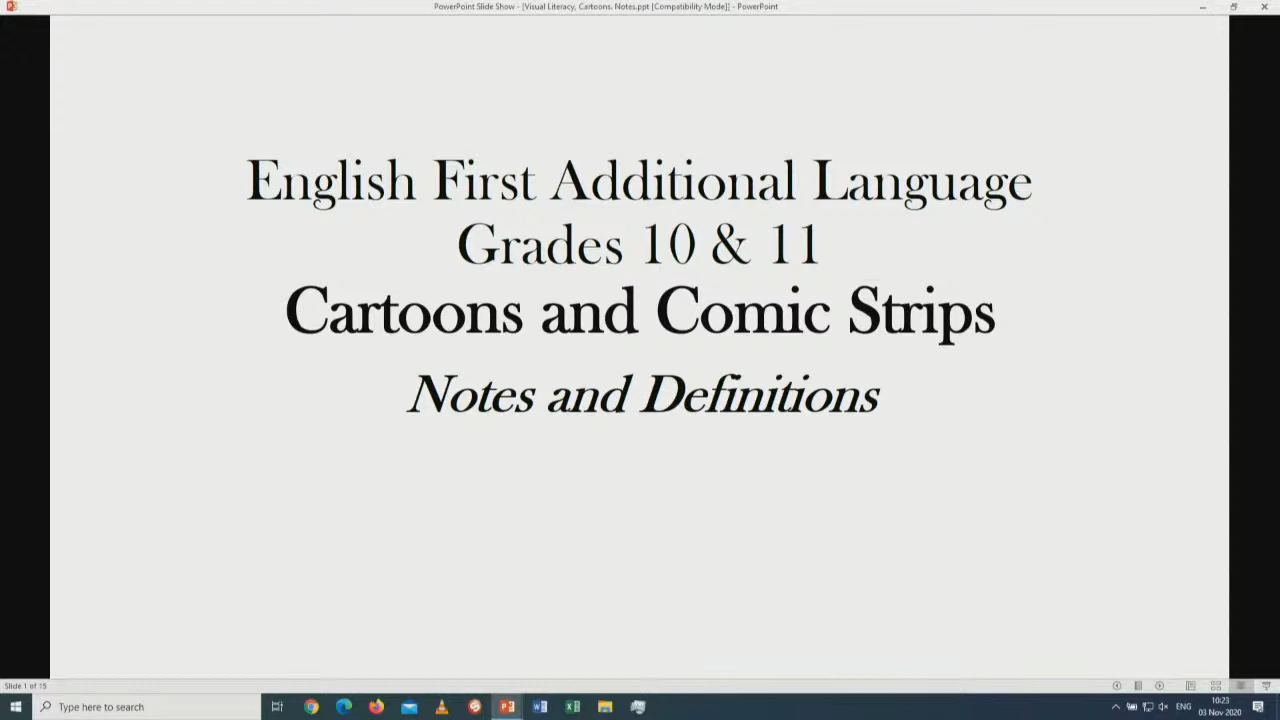 PowerPoint Slide Show - [Visual Literacy, Cartoons. Notes.ppt [Compatibility Mode]] - PowerPoint
English First Additional Language
Grades 10 & 11
Cartoons and Comic Strips
Notes and Definitions
Slide 1 of 15
Type here to search
ENG
10:23
03 Nov 2020